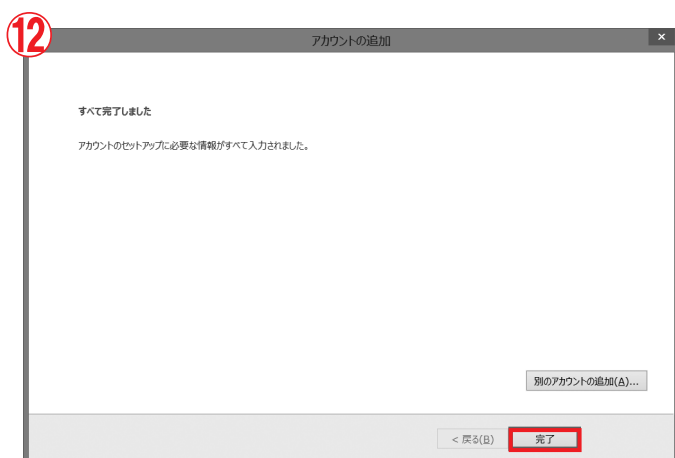 ⑫
アカウントの追加
×
すべて完了しました
アカウントのセットアップに必要な情報がすべて入力されました。
別のアカウントの追加(A)...
< 戻る(B)
完了